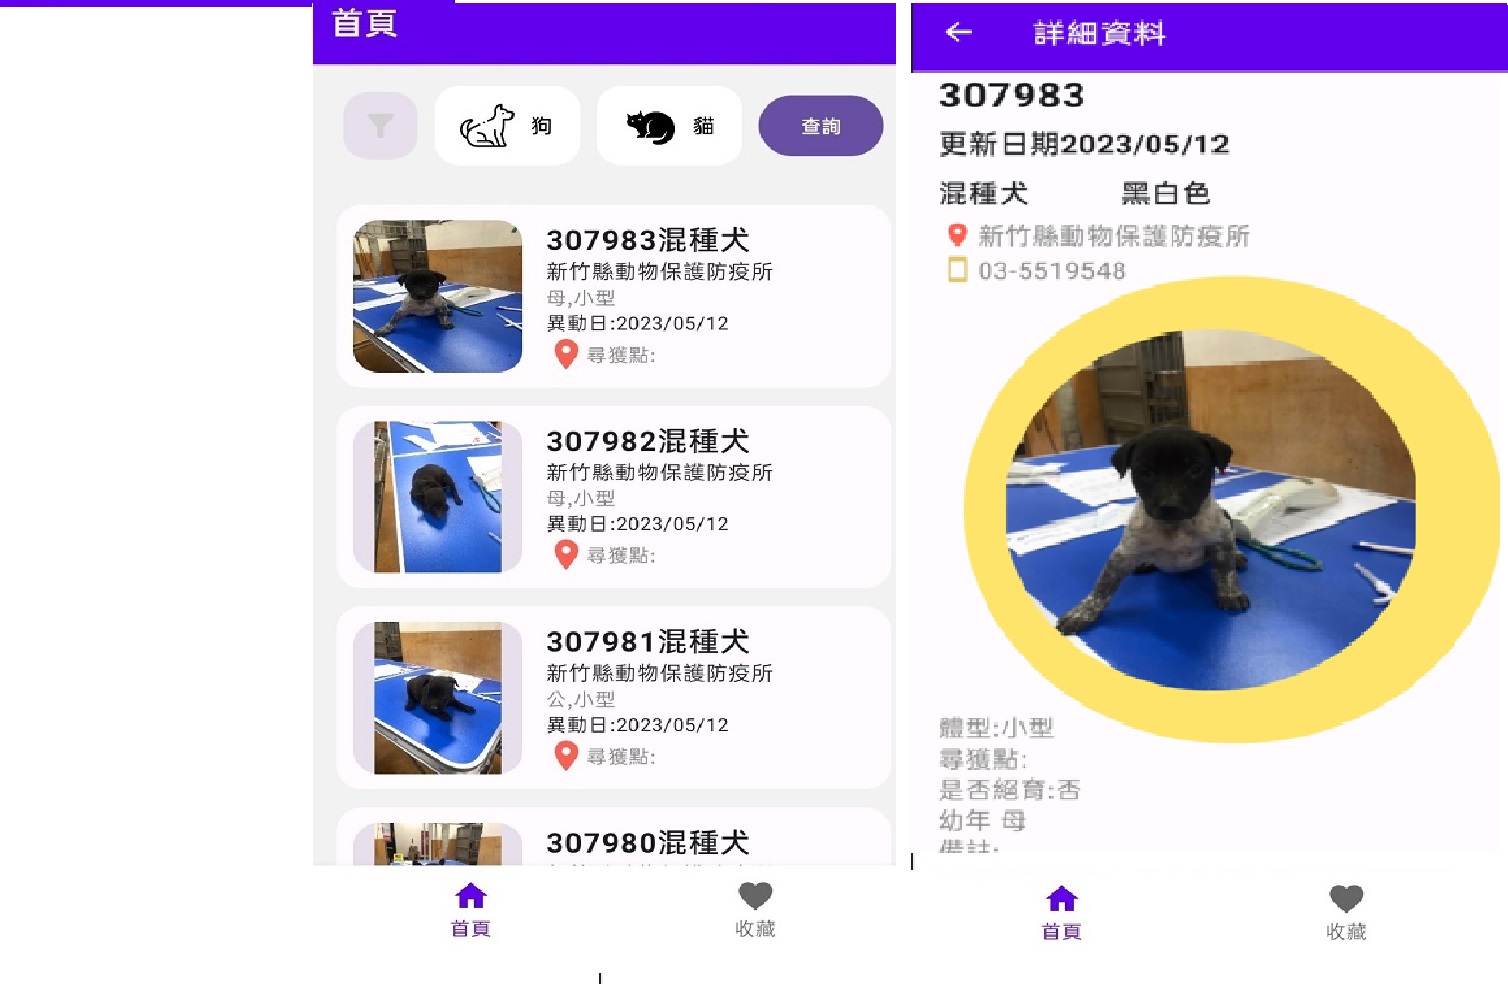 首頁
狗
貓
查詢
307983混種犬
新竹縣動物保護防疫所
母,小型
異動日:2023/05/12
尋獲點:
307982混種犬
新竹縣動物保護防疫所
母,小型
異動日:2023/05/12
尋獲點:
307981混種犬
新竹縣動物保護防疫所
公,小型
異動日:2023/05/12
尋獲點:
307980混種犬
首頁
收藏
詳細資料
307983
更新日期2023/05/12
混種犬 黑白色
新竹縣動物保護防疫所
03-5519548
體型:小型
尋獲點:
是否絕育:否
幼年 母
備註:
首頁
收藏